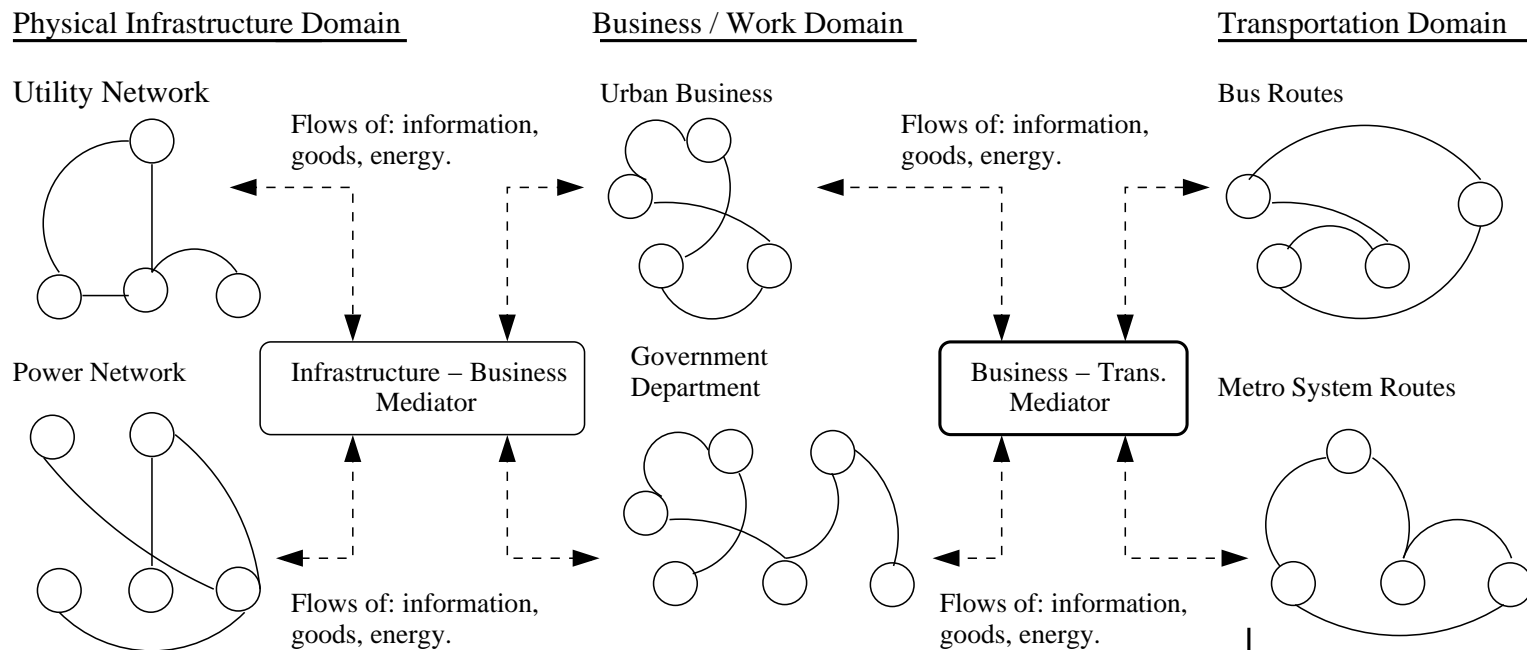 Physical Infrastructure Domain
Business / Work Domain
Transportation Domain
Utility Network
Flows of: information,
goods, energy.
Urban Business
Flows of: information,
goods, energy.
Bus Routes
Power Network
Infrastructure – Business
Mediator
Government
Department
Business – Trans.
Mediator
Metro System Routes
Flows of: information,
goods, energy.
Flows of: information,
goods, energy.